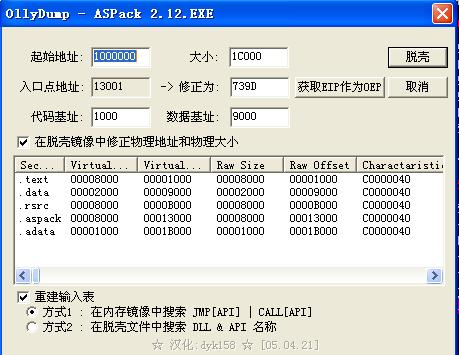 OllyDump - ASPack 2.12.EXE
起始地址: 1000000 大小: 1C000 脱壳
入口点地址: 13001 -> 修正为: 739D 获取EIP作为OEP 取消
代码基址: 1000 数据基址: 9000
在脱壳镜像中修正物理地址和物理大小
Sec... Virtual... Virtual... Raw Size Raw Offset Charactaristics
.text 00008000 00001000 00008000 00001000 C0000040
.data 00002000 00009000 00002000 00009000 C0000040
.rsrc 00008000 0000B000 00008000 0000B000 C0000040
.aspack 00008000 00013000 00008000 00013000 C0000040
.adata 00001000 0001B000 00001000 0001B000 C0000040
重建输入表
方式1 : 在内存镜像中搜索 JMP[API] | CALL[API]
方式2 : 在脱壳文件中搜索 DLL & API 名称
☆ 汉化:dyk158 ☆ [05.04.21]